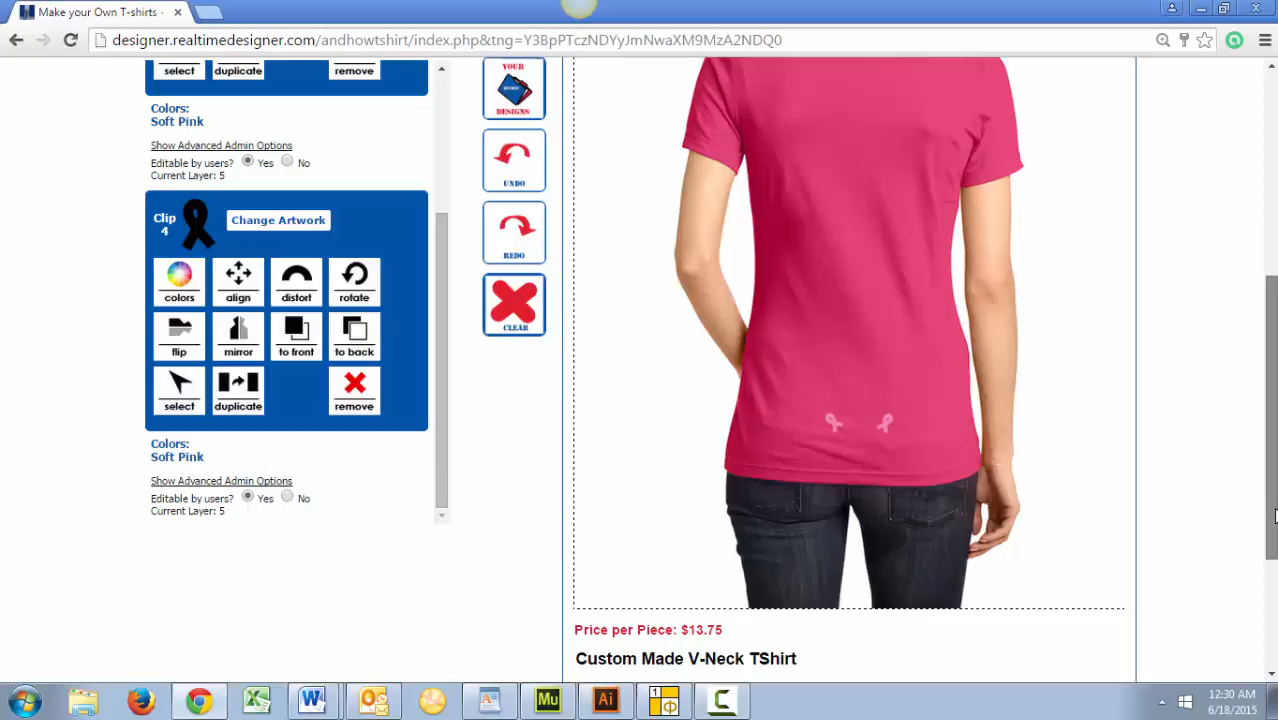 Make your Own T-shirts -
designer.realtimedesigner.com/andhowtshirt/index.php&tng=Y3BpPTczNDYyJmNwaXM9MzA2NDQ0
select duplicate remove
Colors:
Soft Pink
Show Advanced Admin Options
Editable by users? Yes No
Current Layer: 5
Clip
4
Change Artwork
colors align distort rotate
flip mirror to front to back
select duplicate remove
Colors:
Soft Pink
Show Advanced Admin Options
Editable by users? Yes No
Current Layer: 5
YOUR
DESIGNS
UNDO
REDO
CLEAR
Price per Piece: $13.75
Custom Made V-Neck TShirt
Mu
Ai
12:30 AM
6/18/2015